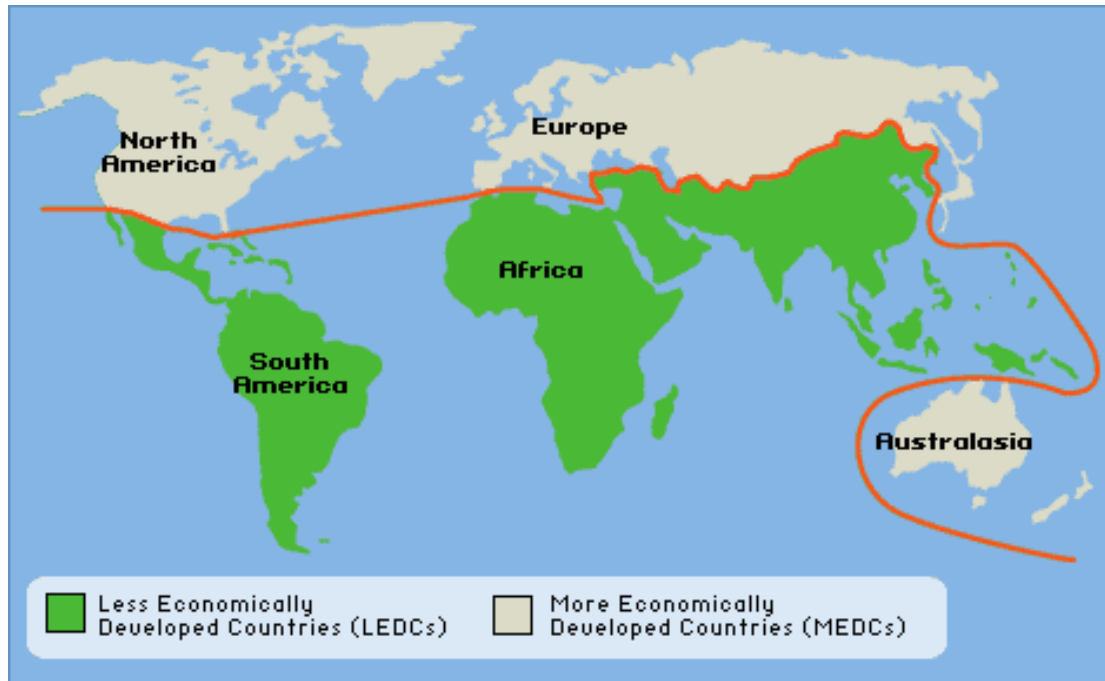 North
America
Europe
Africa
South
America
Australasia
Less Economically
Developed Countries (LEDCs)
More Economically
Developed Countries (MEDCs)